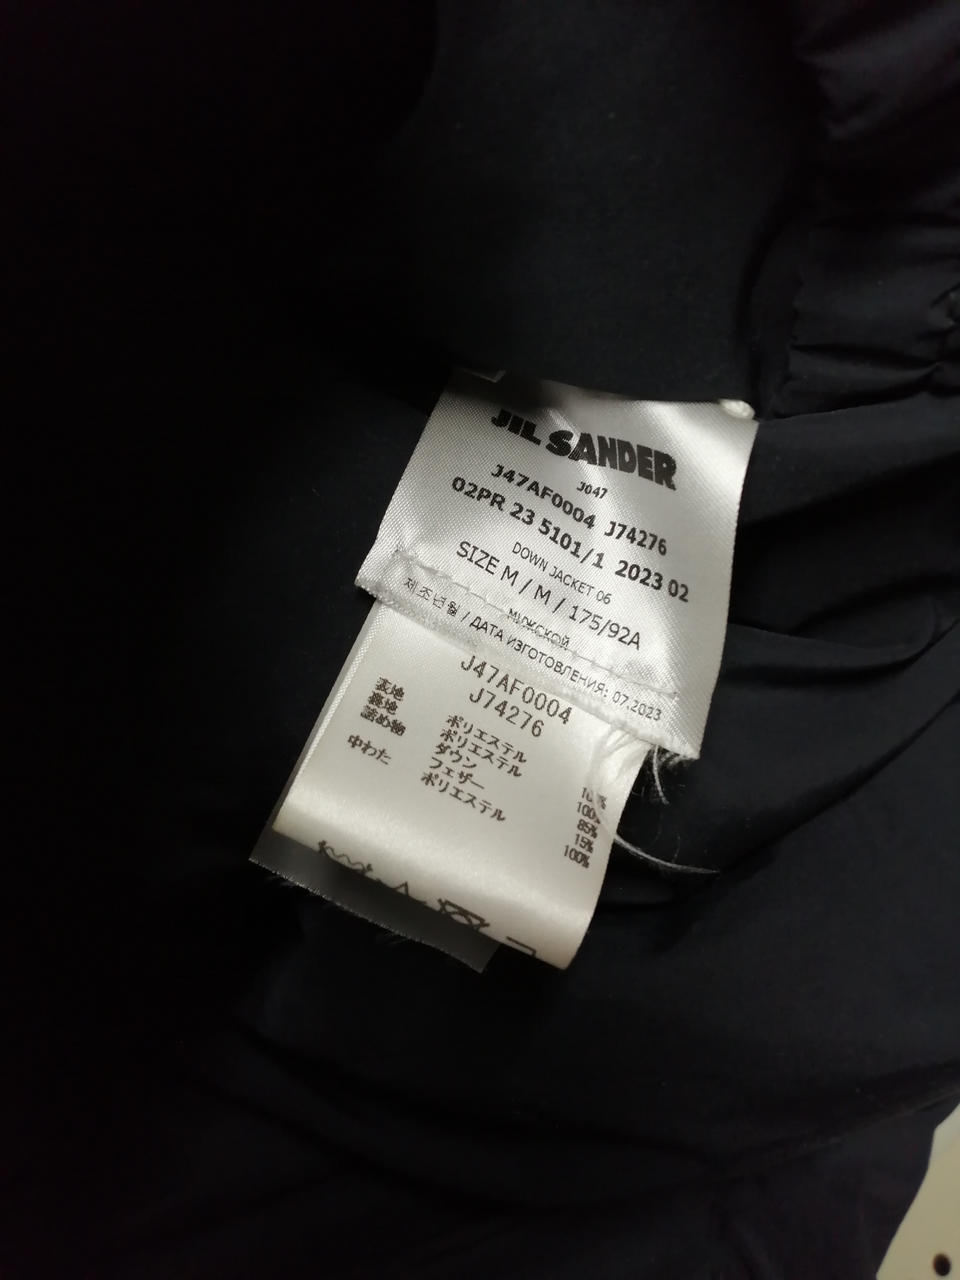 JIL SANDER
J047
J47AF0004 J74276
02PR 23 5101/1 2023 02
DOWN JACKET 06
SIZE M / M / 175/92A
МУЖСКОЙ
제조년월 / ДАТА ИЗГОТОВЛЕНИЯ: 07.2023
J47AF0004
J74276
表地 ポリエステル 100%
裏地 ポリエステル 100%
詰め物 ダウン 85%
フェザー 15%
中わた ポリエステル 100%